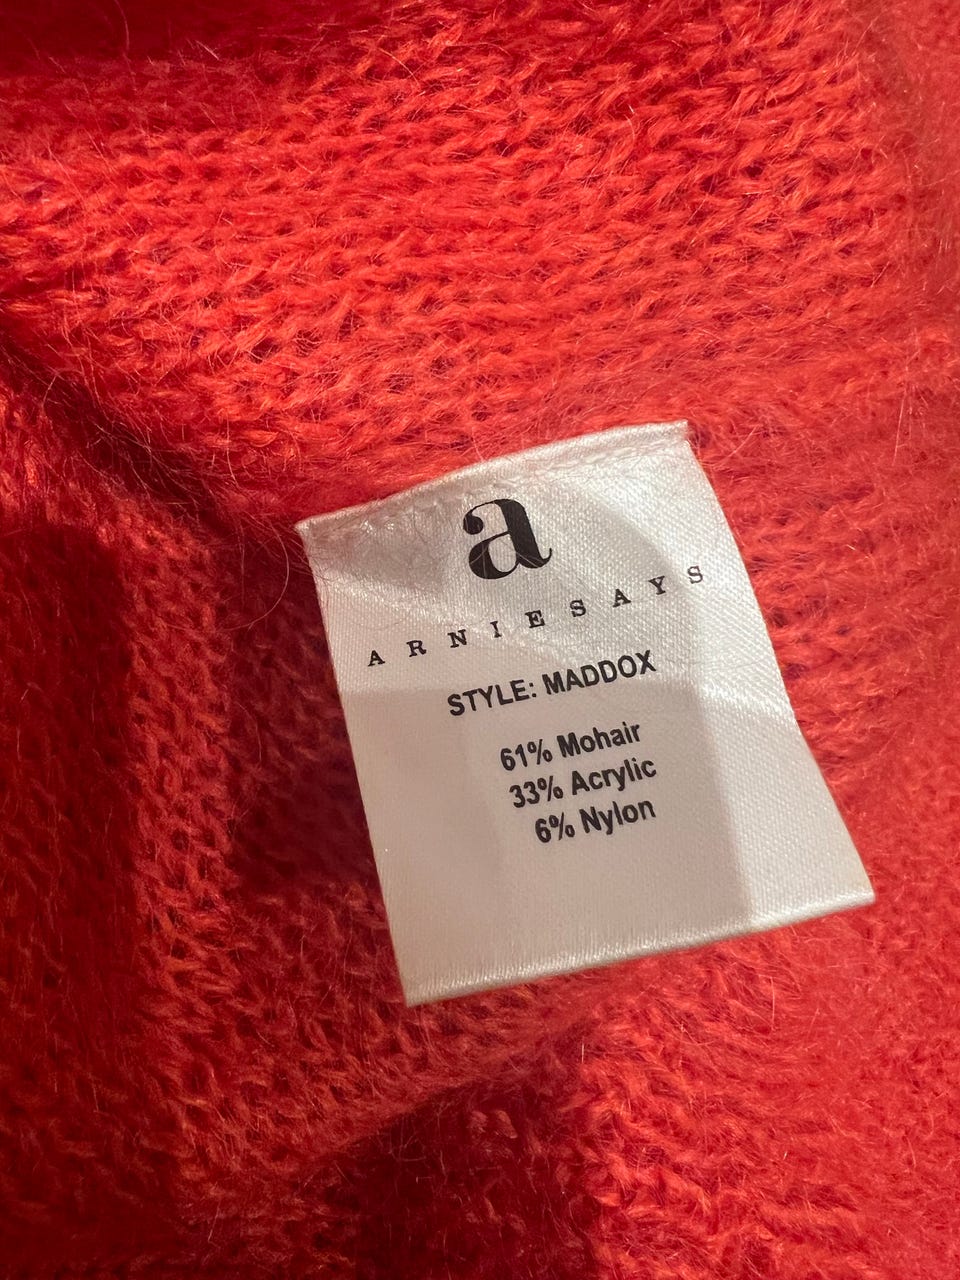 a
ARNIESAYS
STYLE: MADDOX
61% Mohair
33% Acrylic
6% Nylon